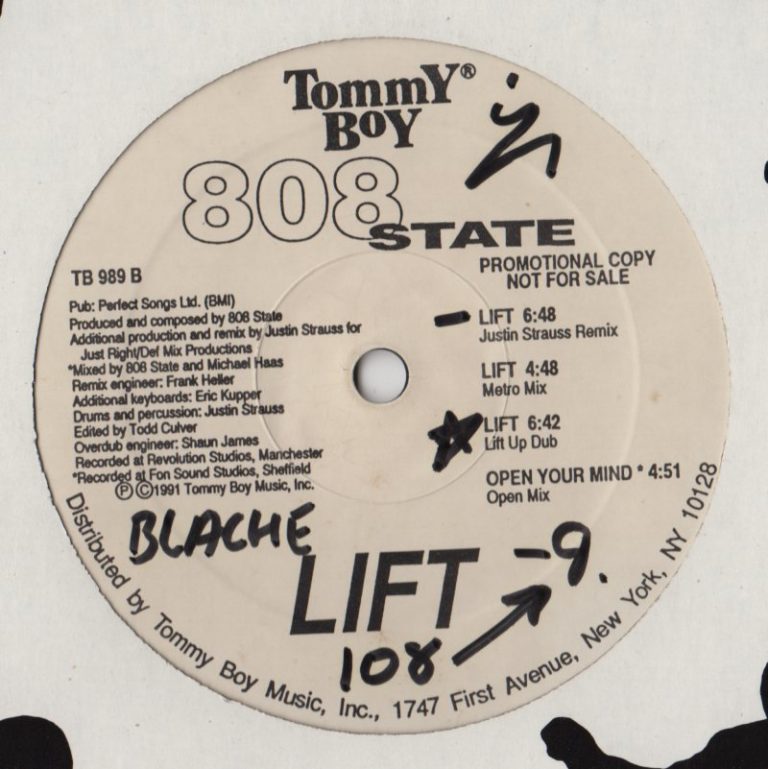 Tommy®
Boy
808
STATE
PROMOTIONAL COPY
NOT FOR SALE
TB 989 B
Pub: Perfect Songs Ltd. (BMI)
Produced and composed by 808 State
Additional production and remix by Justin Strauss for
Just Right/Def Mix Productions
*Mixed by 808 State and Michael Haas
Remix engineer: Frank Heller
Additional keyboards: Eric Kupper
Drums and percussion: Justin Strauss
Edited by Todd Culver
Overdub engineer: Shaun James
Recorded at Revolution Studios, Manchester
*Recorded at Fon Sound Studios, Sheffield
Ⓟ©1991 Tommy Boy Music, Inc.
LIFT 6:48
Justin Strauss Remix
LIFT 4:48
Metro Mix
LIFT 6:42
Lift Up Dub
OPEN YOUR MIND * 4:51
Open Mix
BLACHE
LIFT
-9.
108
Distributed by Tommy Boy Music, Inc., 1747 First Avenue, New York, NY 10128